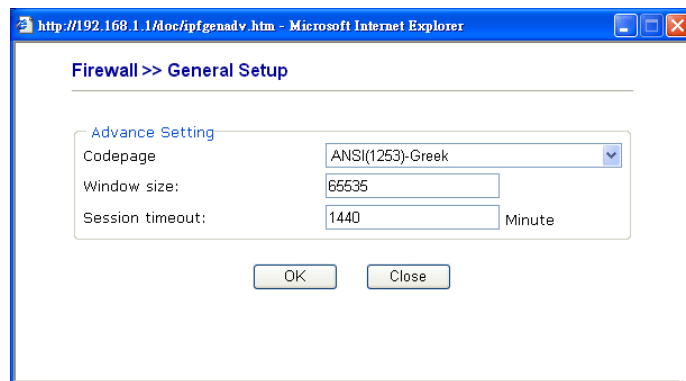 http://192.168.1.1/doc/ipfgenadv.htm - Microsoft Internet Explorer
Firewall >> General Setup
Advance Setting
Codepage ANSI(1253)-Greek
Window size: 65535
Session timeout: 1440 Minute
OK Close